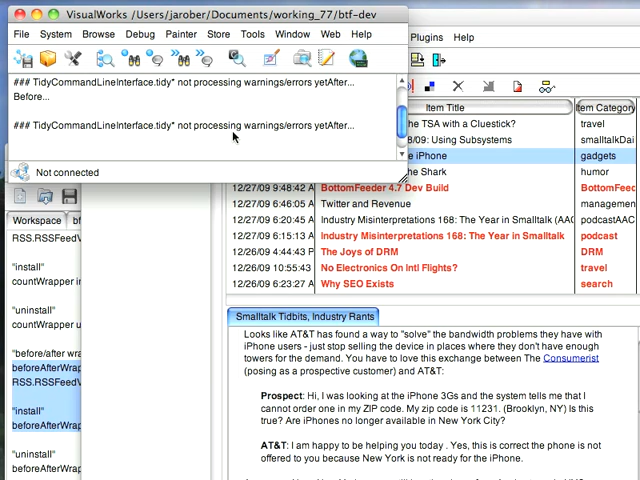 VisualWorks /Users/jarober/Documents/working_77/btf-dev
File System Browse Debug Painter Store Tools Window Web Help
### TidyCommandLineInterface.tidy* not processing warnings/errors yetAfter...
Before...
### TidyCommandLineInterface.tidy* not processing warnings/errors yetAfter...
Not connected
Plugins Help
Item Title Item Category
the TSA with a Cluestick? travel
/09: Using Subsystems smalltalkDai
iPhone gadgets
the Shark humor
12/27/09 9:48:42 A BottomFeeder 4.7 Dev Build BottomFeed
12/27/09 6:46:05 A Twitter and Revenue managemen
12/27/09 6:20:45 A Industry Misinterpretations 168: The Year in Smalltalk (AAC podcastAAC
12/27/09 6:15:13 A Industry Misinterpretations 168: The Year in Smalltalk podcast
12/26/09 4:44:43 P The Joys of DRM DRM
12/26/09 10:55:43 No Electronics On Intl Flights? travel
12/26/09 6:23:27 A Why SEO Exists search
Workspace
RSS.RSSFeedV
"install"
countWrapper in
"uninstall"
countWrapper u
"before/after wra
beforeAfterWrap
RSS.RSSFeedV
"install"
beforeAfterWrap
"uninstall"
beforeAfterWrap
Smalltalk Tidbits, Industry Rants
Looks like AT&T has found a way to "solve" the bandwidth problems they have with
iPhone users - just stop selling the device in places where they don't have enough
towers for the demand. You have to love this exchange between The Consumerist
(posing as a prospective customer) and AT&T:
Prospect: Hi, I was looking at the iPhone 3Gs and the system tells me that I
cannot order one in my ZIP code. My zip code is 11231. (Brooklyn, NY) Is this
true? Are iPhones no longer available in New York City?
AT&T: I am happy to be helping you today . Yes, this is correct the phone is not
offered to you because New York is not ready for the iPhone.